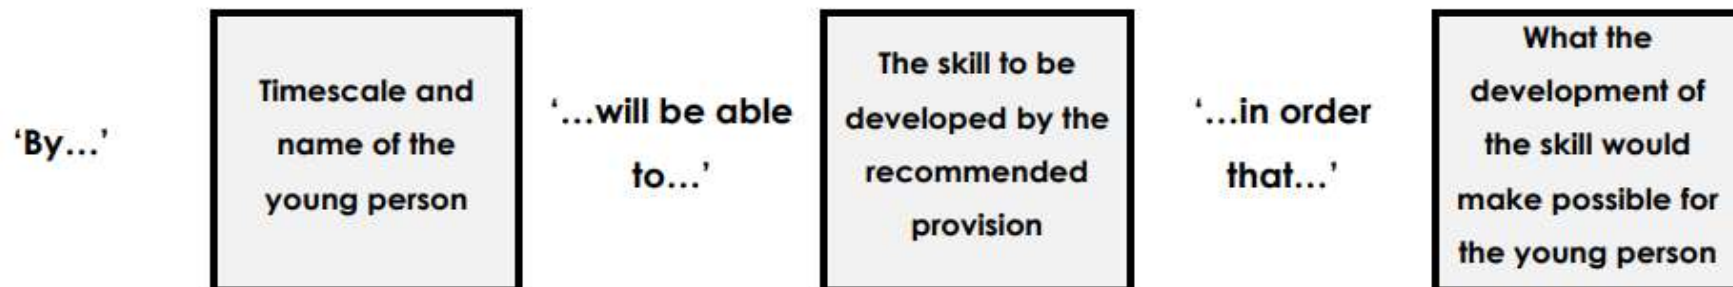 ‘By…’
Timescale and
name of the
young person
‘…will be able
to…’
The skill to be
developed by the
recommended
provision
‘…in order
that…’
What the
development of
the skill would
make possible for
the young person